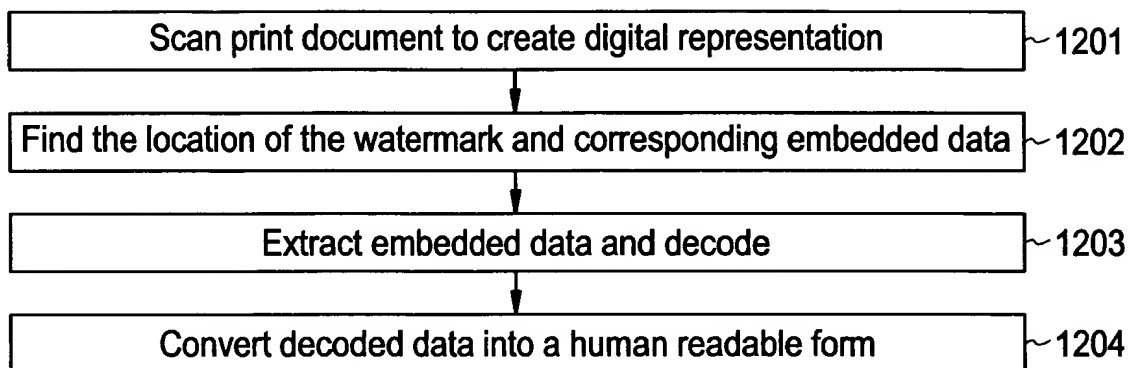 Scan print document to create digital representation 1201
Find the location of the watermark and corresponding embedded data 1202
Extract embedded data and decode 1203
Convert decoded data into a human readable form 1204